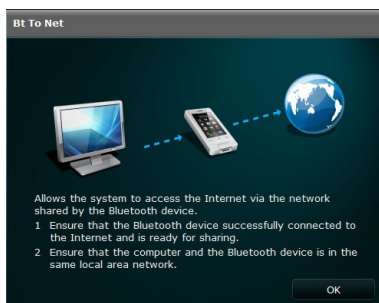 Bt To Net
Allows the system to access the Internet via the network
shared by the Bluetooth device.
1 Ensure that the Bluetooth device successfully connected to
the Internet and is ready for sharing.
2 Ensure that the computer and the Bluetooth device is in the
same local area network.
OK